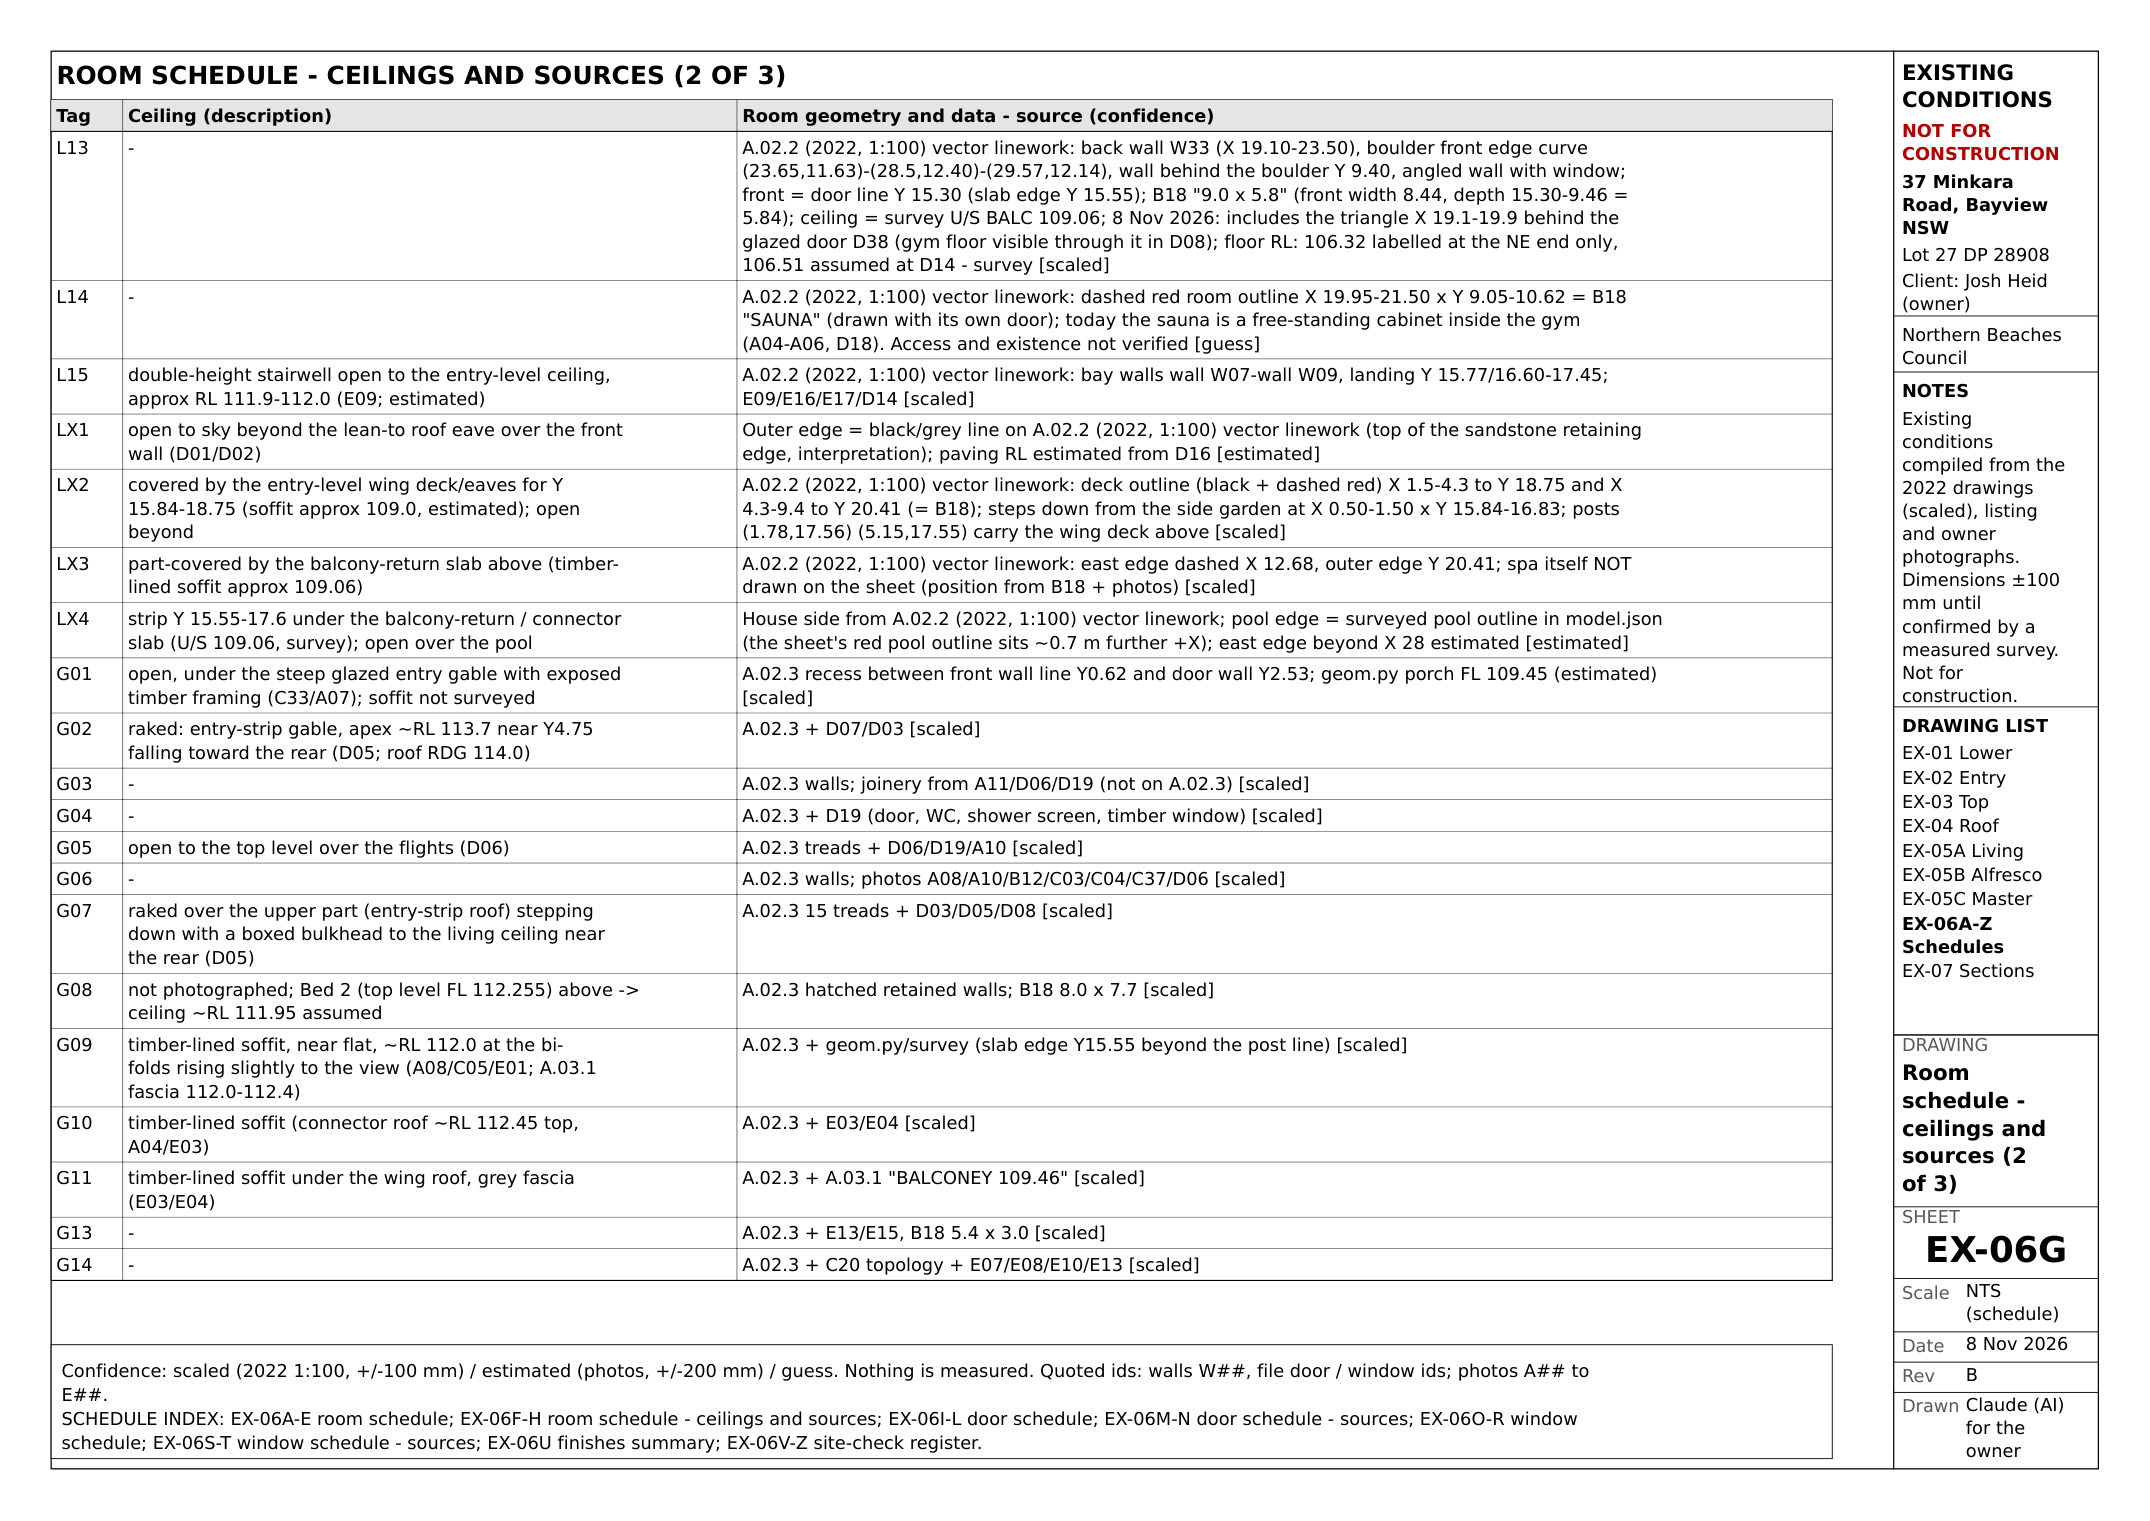 ROOM SCHEDULE - CEILINGS AND SOURCES (2 OF 3)
Tag Ceiling (description) Room geometry and data - source (confidence)
L13 - A.02.2 (2022, 1:100) vector linework: back wall W33 (X 19.10-23.50), boulder front edge curve
(23.65,11.63)-(28.5,12.40)-(29.57,12.14), wall behind the boulder Y 9.40, angled wall with window;
front = door line Y 15.30 (slab edge Y 15.55); B18 "9.0 x 5.8" (front width 8.44, depth 15.30-9.46 =
5.84); ceiling = survey U/S BALC 109.06; 8 Nov 2026: includes the triangle X 19.1-19.9 behind the
glazed door D38 (gym floor visible through it in D08); floor RL: 106.32 labelled at the NE end only,
106.51 assumed at D14 - survey [scaled]
L14 - A.02.2 (2022, 1:100) vector linework: dashed red room outline X 19.95-21.50 x Y 9.05-10.62 = B18
"SAUNA" (drawn with its own door); today the sauna is a free-standing cabinet inside the gym
(A04-A06, D18). Access and existence not verified [guess]
L15 double-height stairwell open to the entry-level ceiling, A.02.2 (2022, 1:100) vector linework: bay walls wall W07-wall W09, landing Y 15.77/16.60-17.45;
approx RL 111.9-112.0 (E09; estimated) E09/E16/E17/D14 [scaled]
LX1 open to sky beyond the lean-to roof eave over the front Outer edge = black/grey line on A.02.2 (2022, 1:100) vector linework (top of the sandstone retaining
wall (D01/D02) edge, interpretation); paving RL estimated from D16 [estimated]
LX2 covered by the entry-level wing deck/eaves for Y A.02.2 (2022, 1:100) vector linework: deck outline (black + dashed red) X 1.5-4.3 to Y 18.75 and X
15.84-18.75 (soffit approx 109.0, estimated); open 4.3-9.4 to Y 20.41 (= B18); steps down from the side garden at X 0.50-1.50 x Y 15.84-16.83; posts
beyond (1.78,17.56) (5.15,17.55) carry the wing deck above [scaled]
LX3 part-covered by the balcony-return slab above (timber- A.02.2 (2022, 1:100) vector linework: east edge dashed X 12.68, outer edge Y 20.41; spa itself NOT
lined soffit approx 109.06) drawn on the sheet (position from B18 + photos) [scaled]
LX4 strip Y 15.55-17.6 under the balcony-return / connector House side from A.02.2 (2022, 1:100) vector linework; pool edge = surveyed pool outline in model.json
slab (U/S 109.06, survey); open over the pool (the sheet's red pool outline sits ~0.7 m further +X); east edge beyond X 28 estimated [estimated]
G01 open, under the steep glazed entry gable with exposed A.02.3 recess between front wall line Y0.62 and door wall Y2.53; geom.py porch FL 109.45 (estimated)
timber framing (C33/A07); soffit not surveyed [scaled]
G02 raked: entry-strip gable, apex ~RL 113.7 near Y4.75 A.02.3 + D07/D03 [scaled]
falling toward the rear (D05; roof RDG 114.0)
G03 - A.02.3 walls; joinery from A11/D06/D19 (not on A.02.3) [scaled]
G04 - A.02.3 + D19 (door, WC, shower screen, timber window) [scaled]
G05 open to the top level over the flights (D06) A.02.3 treads + D06/D19/A10 [scaled]
G06 - A.02.3 walls; photos A08/A10/B12/C03/C04/C37/D06 [scaled]
G07 raked over the upper part (entry-strip roof) stepping A.02.3 15 treads + D03/D05/D08 [scaled]
down with a boxed bulkhead to the living ceiling near
the rear (D05)
G08 not photographed; Bed 2 (top level FL 112.255) above -> A.02.3 hatched retained walls; B18 8.0 x 7.7 [scaled]
ceiling ~RL 111.95 assumed
G09 timber-lined soffit, near flat, ~RL 112.0 at the bi- A.02.3 + geom.py/survey (slab edge Y15.55 beyond the post line) [scaled]
folds rising slightly to the view (A08/C05/E01; A.03.1
fascia 112.0-112.4)
G10 timber-lined soffit (connector roof ~RL 112.45 top, A.02.3 + E03/E04 [scaled]
A04/E03)
G11 timber-lined soffit under the wing roof, grey fascia A.02.3 + A.03.1 "BALCONEY 109.46" [scaled]
(E03/E04)
G13 - A.02.3 + E13/E15, B18 5.4 x 3.0 [scaled]
G14 - A.02.3 + C20 topology + E07/E08/E10/E13 [scaled]
Confidence: scaled (2022 1:100, +/-100 mm) / estimated (photos, +/-200 mm) / guess. Nothing is measured. Quoted ids: walls W##, file door / window ids; photos A## to
E##.
SCHEDULE INDEX: EX-06A-E room schedule; EX-06F-H room schedule - ceilings and sources; EX-06I-L door schedule; EX-06M-N door schedule - sources; EX-06O-R window
schedule; EX-06S-T window schedule - sources; EX-06U finishes summary; EX-06V-Z site-check register.
EXISTING
CONDITIONS
NOT FOR
CONSTRUCTION
37 Minkara
Road, Bayview
NSW
Lot 27 DP 28908
Client: Josh Heid
(owner)
Northern Beaches
Council
NOTES
Existing
conditions
compiled from the
2022 drawings
(scaled), listing
and owner
photographs.
Dimensions ±100
mm until
confirmed by a
measured survey.
Not for
construction.
DRAWING LIST
EX-01 Lower
EX-02 Entry
EX-03 Top
EX-04 Roof
EX-05A Living
EX-05B Alfresco
EX-05C Master
EX-06A-Z
Schedules
EX-07 Sections
DRAWING
Room
schedule -
ceilings and
sources (2
of 3)
SHEET
EX-06G
Scale NTS
(schedule)
Date 8 Nov 2026
Rev B
Drawn Claude (AI)
for the
owner